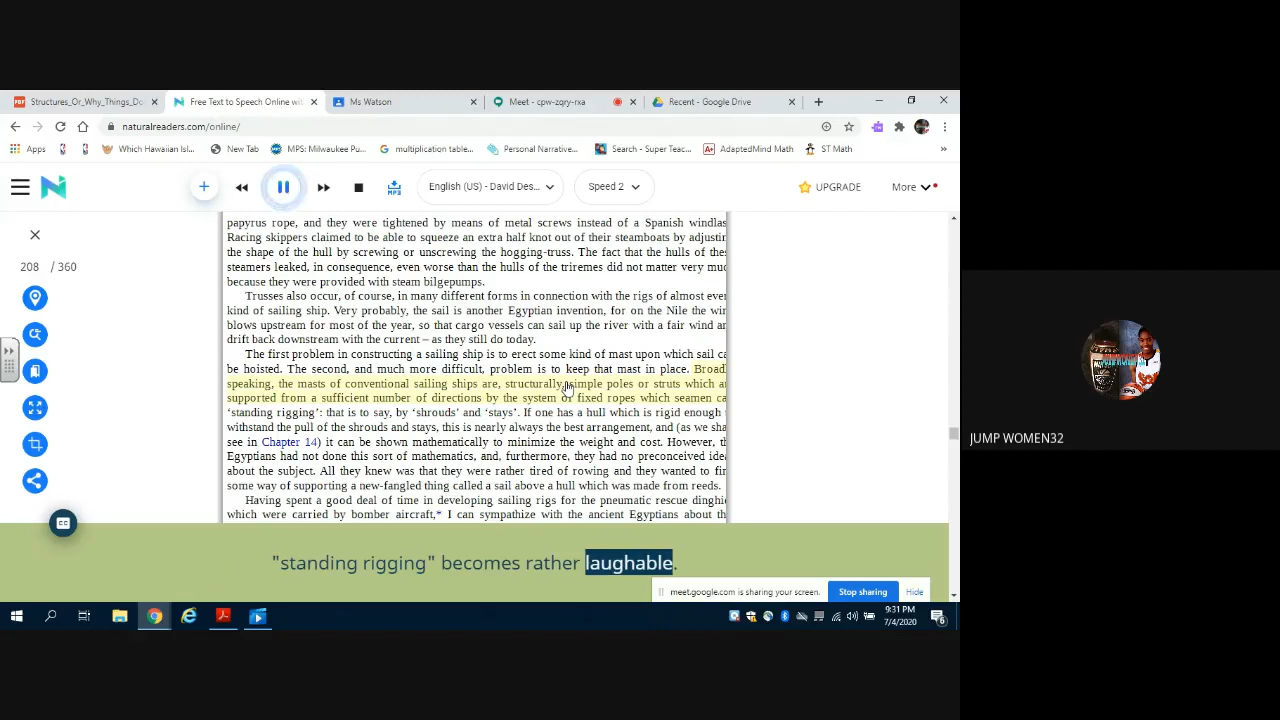 Structures_Or_Why_Things_Do
Free Text to Speech Online wit
Ms Watson
Meet - cpw-zqry-rxa
Recent - Google Drive
naturalreaders.com/online/
Apps
Which Hawaiian Isl...
New Tab
MPS: Milwaukee Pu...
multiplication table...
Personal Narrative...
Search - Super Teac...
AdaptedMind Math
ST Math
MP3
English (US) - David Des...
Speed 2
UPGRADE
More
208 / 360
papyrus rope, and they were tightened by means of metal screws instead of a Spanish windlas
Racing skippers claimed to be able to squeeze an extra half knot out of their steamboats by adjustin
the shape of the hull by screwing or unscrewing the hogging-truss. The fact that the hulls of thes
steamers leaked, in consequence, even worse than the hulls of the triremes did not matter very muc
because they were provided with steam bilgepumps.
Trusses also occur, of course, in many different forms in connection with the rigs of almost ever
kind of sailing ship. Very probably, the sail is another Egyptian invention, for on the Nile the win
blows upstream for most of the year, so that cargo vessels can sail up the river with a fair wind an
drift back downstream with the current – as they still do today.
The first problem in constructing a sailing ship is to erect some kind of mast upon which sail ca
be hoisted. The second, and much more difficult, problem is to keep that mast in place. Broad
speaking, the masts of conventional sailing ships are, structurally, simple poles or struts which ar
supported from a sufficient number of directions by the system of fixed ropes which seamen ca
‘standing rigging’: that is to say, by ‘shrouds’ and ‘stays’. If one has a hull which is rigid enough t
withstand the pull of the shrouds and stays, this is nearly always the best arrangement, and (as we sha
see in Chapter 14) it can be shown mathematically to minimize the weight and cost. However, th
Egyptians had not done this sort of mathematics, and, furthermore, they had no preconceived idea
about the subject. All they knew was that they were rather tired of rowing and they wanted to fin
some way of supporting a new-fangled thing called a sail above a hull which was made from reeds.
Having spent a good deal of time in developing sailing rigs for the pneumatic rescue dinghie
which were carried by bomber aircraft,* I can sympathize with the ancient Egyptians about th
CC
"standing rigging" becomes rather laughable.
meet.google.com is sharing your screen.
Stop sharing
Hide
9:31 PM
7/4/2020
6
JUMP WOMEN32